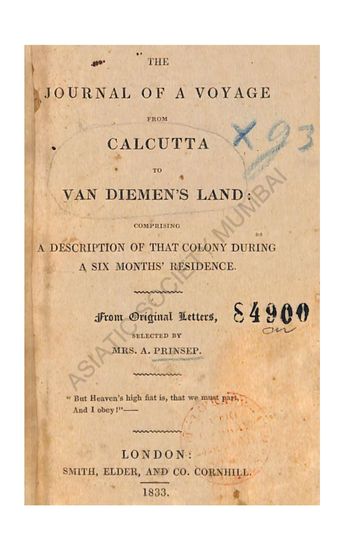 THE
JOURNAL OF A VOYAGE
FROM
CALCUTTA
TO
VAN DIEMEN'S LAND:
COMPRISING
A DESCRIPTION OF THAT COLONY DURING
A SIX MONTHS' RESIDENCE.
From Original Letters,
SELECTED BY
MRS. A. PRINSEP.
" But Heaven's high fiat is, that we must part,
And I obey!"——
LONDON:
SMITH, ELDER, AND CO. CORNHILL.
1833.
X93
84900
ASIATIC SOCIETY, MUMBAI